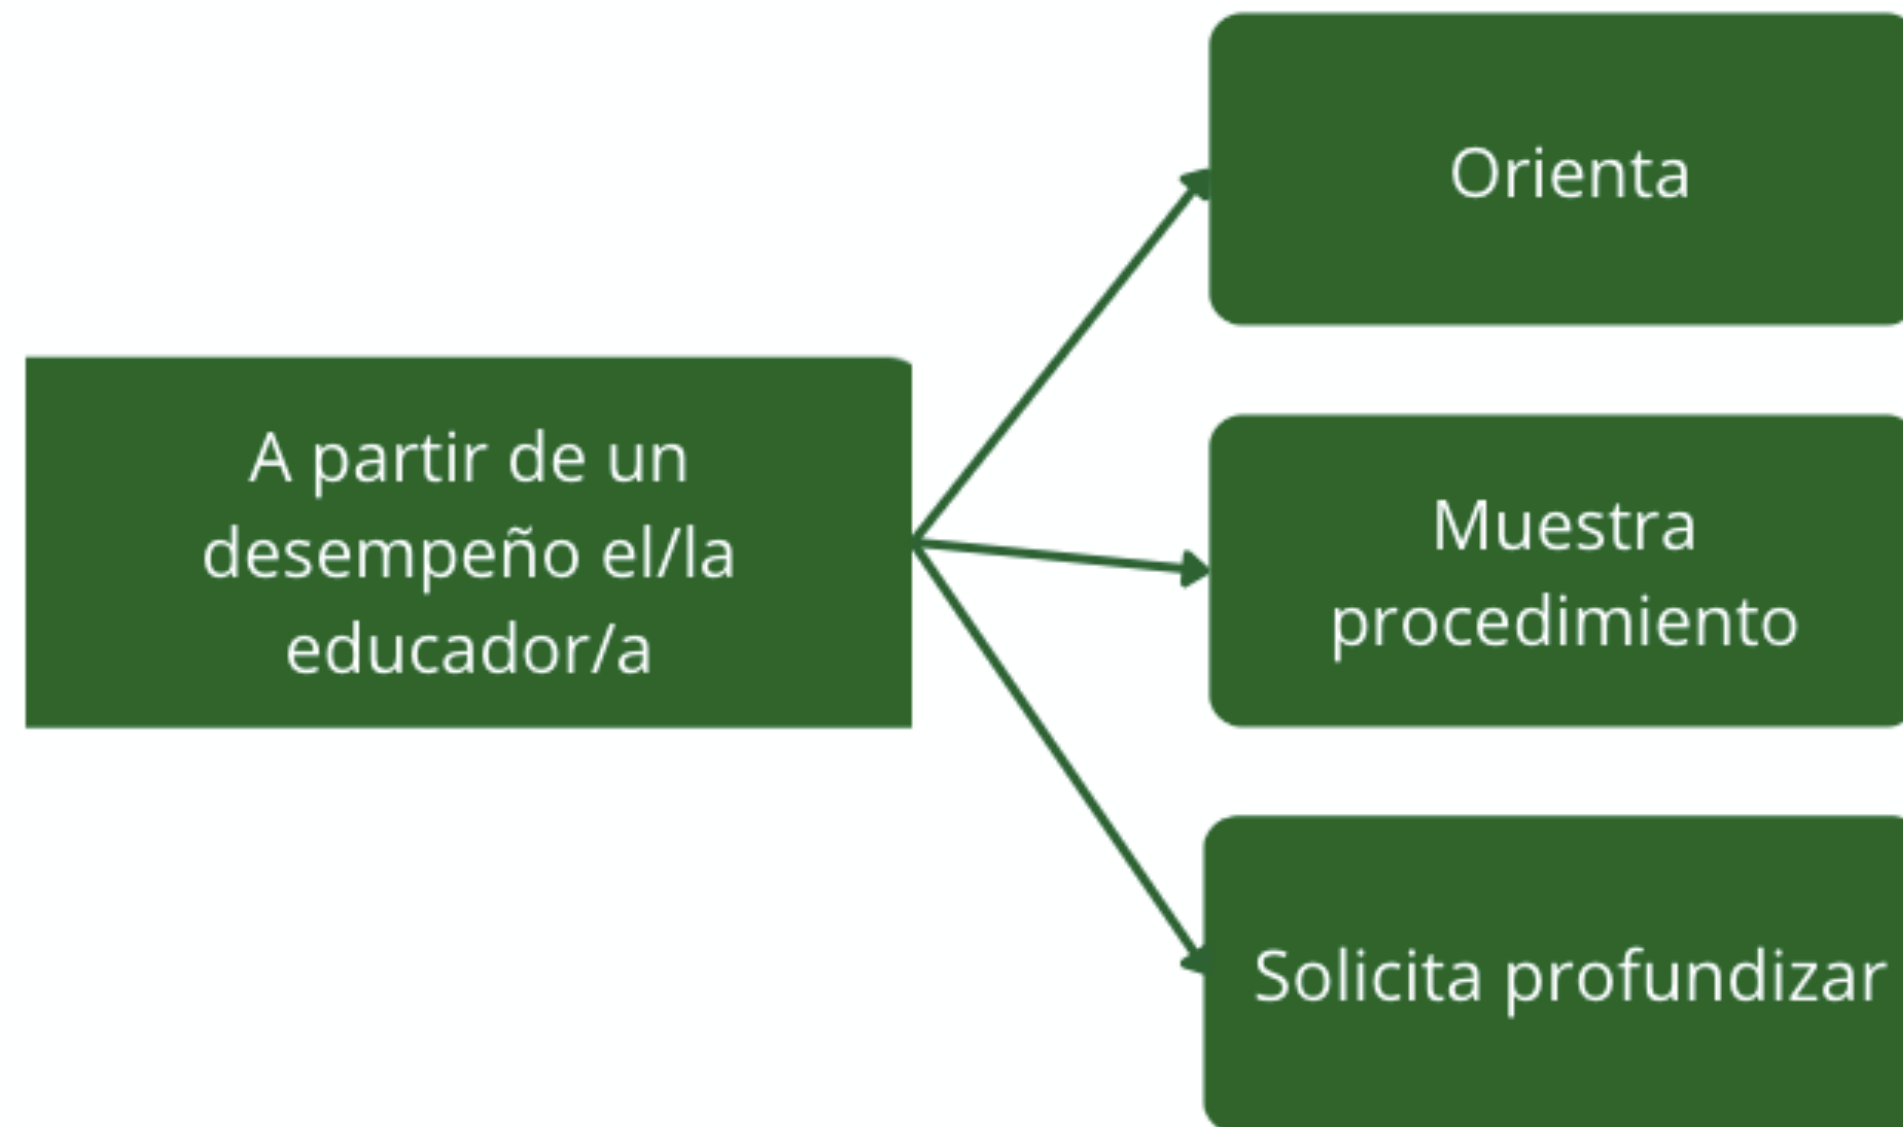 A partir de un
desempeño el/la
educador/a
Orienta
Muestra
procedimiento
Solicita profundizar